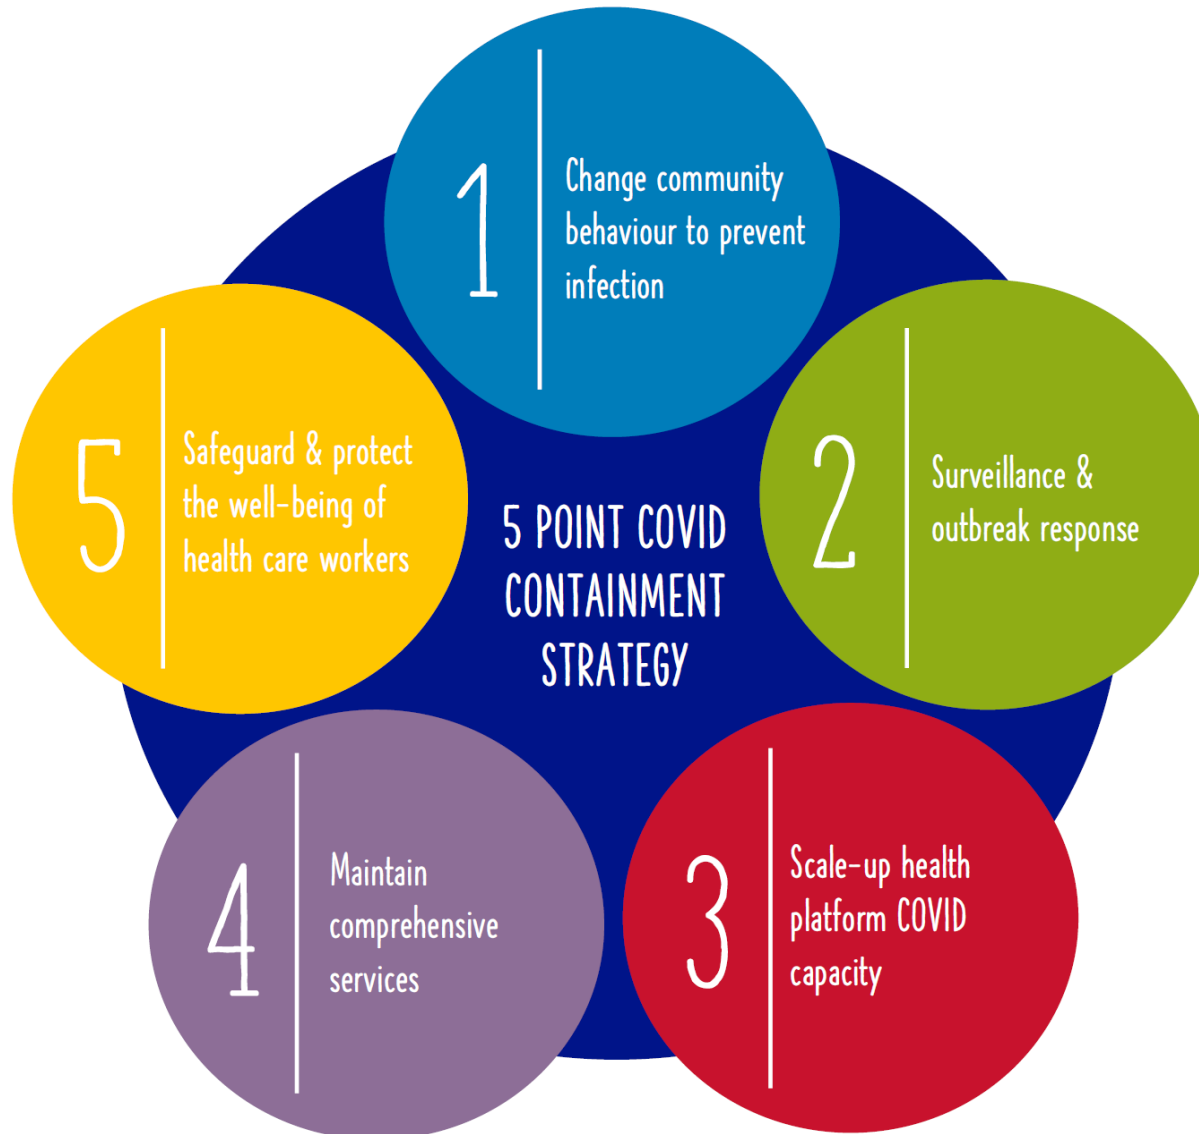 1
Change community
behaviour to prevent
infection
2
Surveillance &
outbreak response
3
Scale-up health
platform COVID
capacity
4
Maintain
comprehensive
services
5
Safeguard & protect
the well-being of
health care workers
5 POINT COVID
CONTAINMENT
STRATEGY